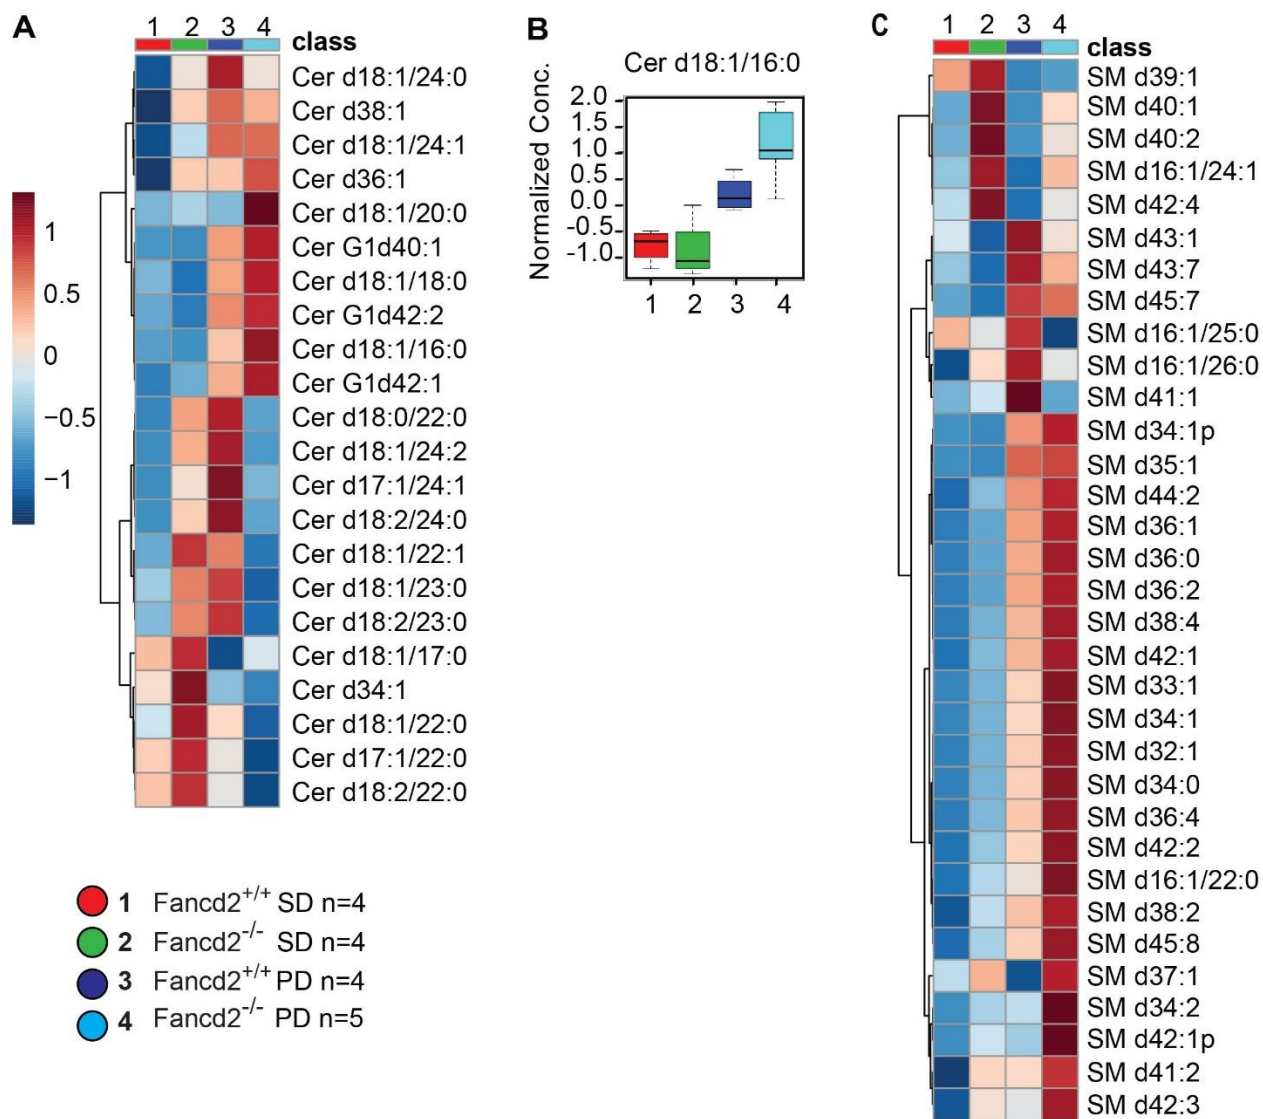 A
1 2 3 4
class
Cer d18:1/24:0
Cer d38:1
Cer d18:1/24:1
Cer d36:1
Cer d18:1/20:0
Cer G1d40:1
Cer d18:1/18:0
Cer G1d42:2
Cer d18:1/16:0
Cer G1d42:1
Cer d18:0/22:0
Cer d18:1/24:2
Cer d17:1/24:1
Cer d18:2/24:0
Cer d18:1/22:1
Cer d18:1/23:0
Cer d18:2/23:0
Cer d18:1/17:0
Cer d34:1
Cer d18:1/22:0
Cer d17:1/22:0
Cer d18:2/22:0
1
0.5
0
−0.5
−1
1 Fancd2+/+ SD n=4
2 Fancd2-/- SD n=4
3 Fancd2+/+ PD n=4
4 Fancd2-/- PD n=5
B
Cer d18:1/16:0
Normalized Conc.
2.0
1.5
1.0
0.5
0.0
-0.5
-1.0
1 2 3 4
C
1 2 3 4
class
SM d39:1
SM d40:1
SM d40:2
SM d16:1/24:1
SM d42:4
SM d43:1
SM d43:7
SM d45:7
SM d16:1/25:0
SM d16:1/26:0
SM d41:1
SM d34:1p
SM d35:1
SM d44:2
SM d36:1
SM d36:0
SM d36:2
SM d38:4
SM d42:1
SM d33:1
SM d34:1
SM d32:1
SM d34:0
SM d36:4
SM d42:2
SM d16:1/22:0
SM d38:2
SM d45:8
SM d37:1
SM d34:2
SM d42:1p
SM d41:2
SM d42:3